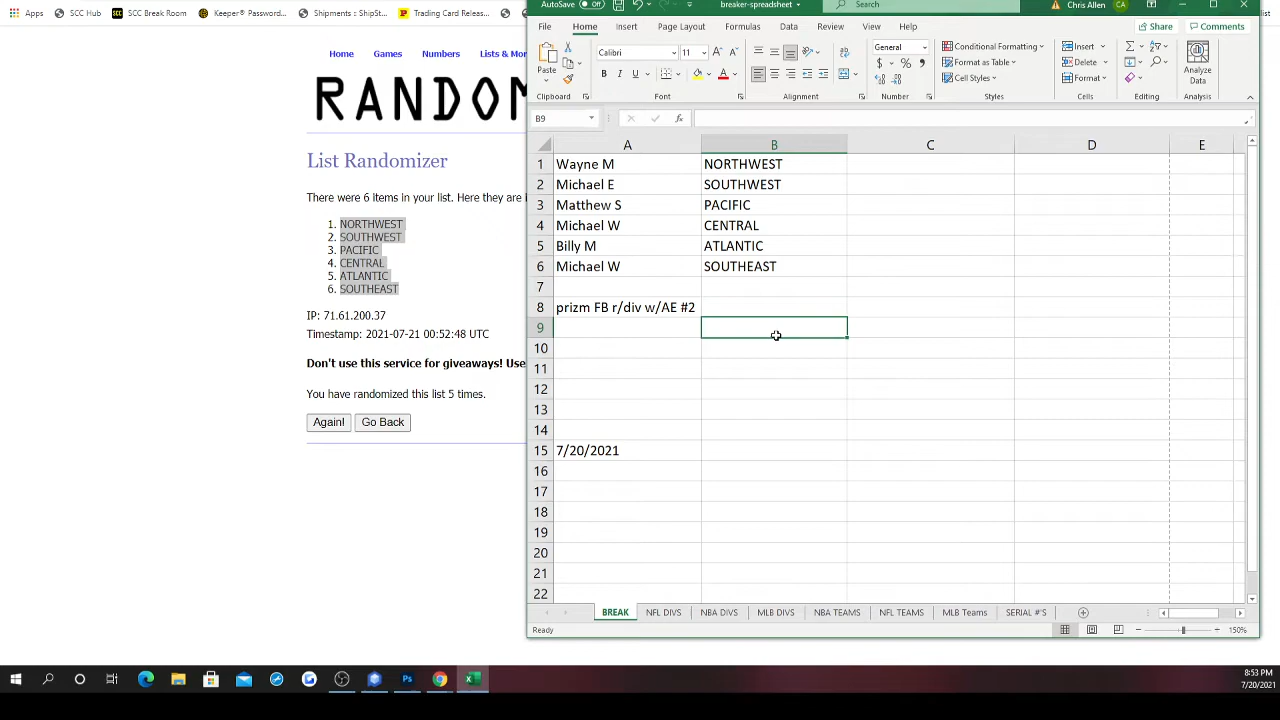 Apps
SCC Hub
SCC Break Room
Keeper® Password...
Shipments :: ShipSt...
Trading Card Releas...
Home Games Numbers Lists & Mor
RANDOM
List Randomizer
There were 6 items in your list. Here they are i
1. NORTHWEST
2. SOUTHWEST
3. PACIFIC
4. CENTRAL
5. ATLANTIC
6. SOUTHEAST
IP: 71.61.200.37
Timestamp: 2021-07-21 00:52:48 UTC
Don't use this service for giveaways! Use
You have randomized this list 5 times.
Again! Go Back
AutoSave Off breaker-spreadsheet Search Chris Allen CA
File Home Insert Draw Page Layout Formulas Data Review View Help Share Comments
Paste Calibri 11 General Conditional Formatting Insert Analyze Data
Format as Table Delete
Cell Styles Format
Clipboard Font Alignment Number Styles Cells Editing Analysis
B9 fx
A B C D E
1 Wayne M NORTHWEST
2 Michael E SOUTHWEST
3 Matthew S PACIFIC
4 Michael W CENTRAL
5 Billy M ATLANTIC
6 Michael W SOUTHEAST
7
8 prizm FB r/div w/AE #2
9
10
11
12
13
14
15 7/20/2021
16
17
18
19
20
21
22
BREAK NFL DIVS NBA DIVS MLB DIVS NBA TEAMS NFL TEAMS MLB Teams SERIAL #'S
Ready 150%
8:53 PM
7/20/2021